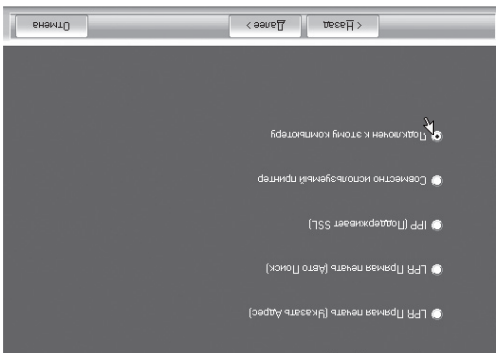 LPR Прямая печать (Указать Адрес)
LPR Прямая печать (Авто Поиск)
IPP (Поддерживает SSL)
Совместно используемый принтер
Подключен к этому компьютеру
< Назад Далее > Отмена